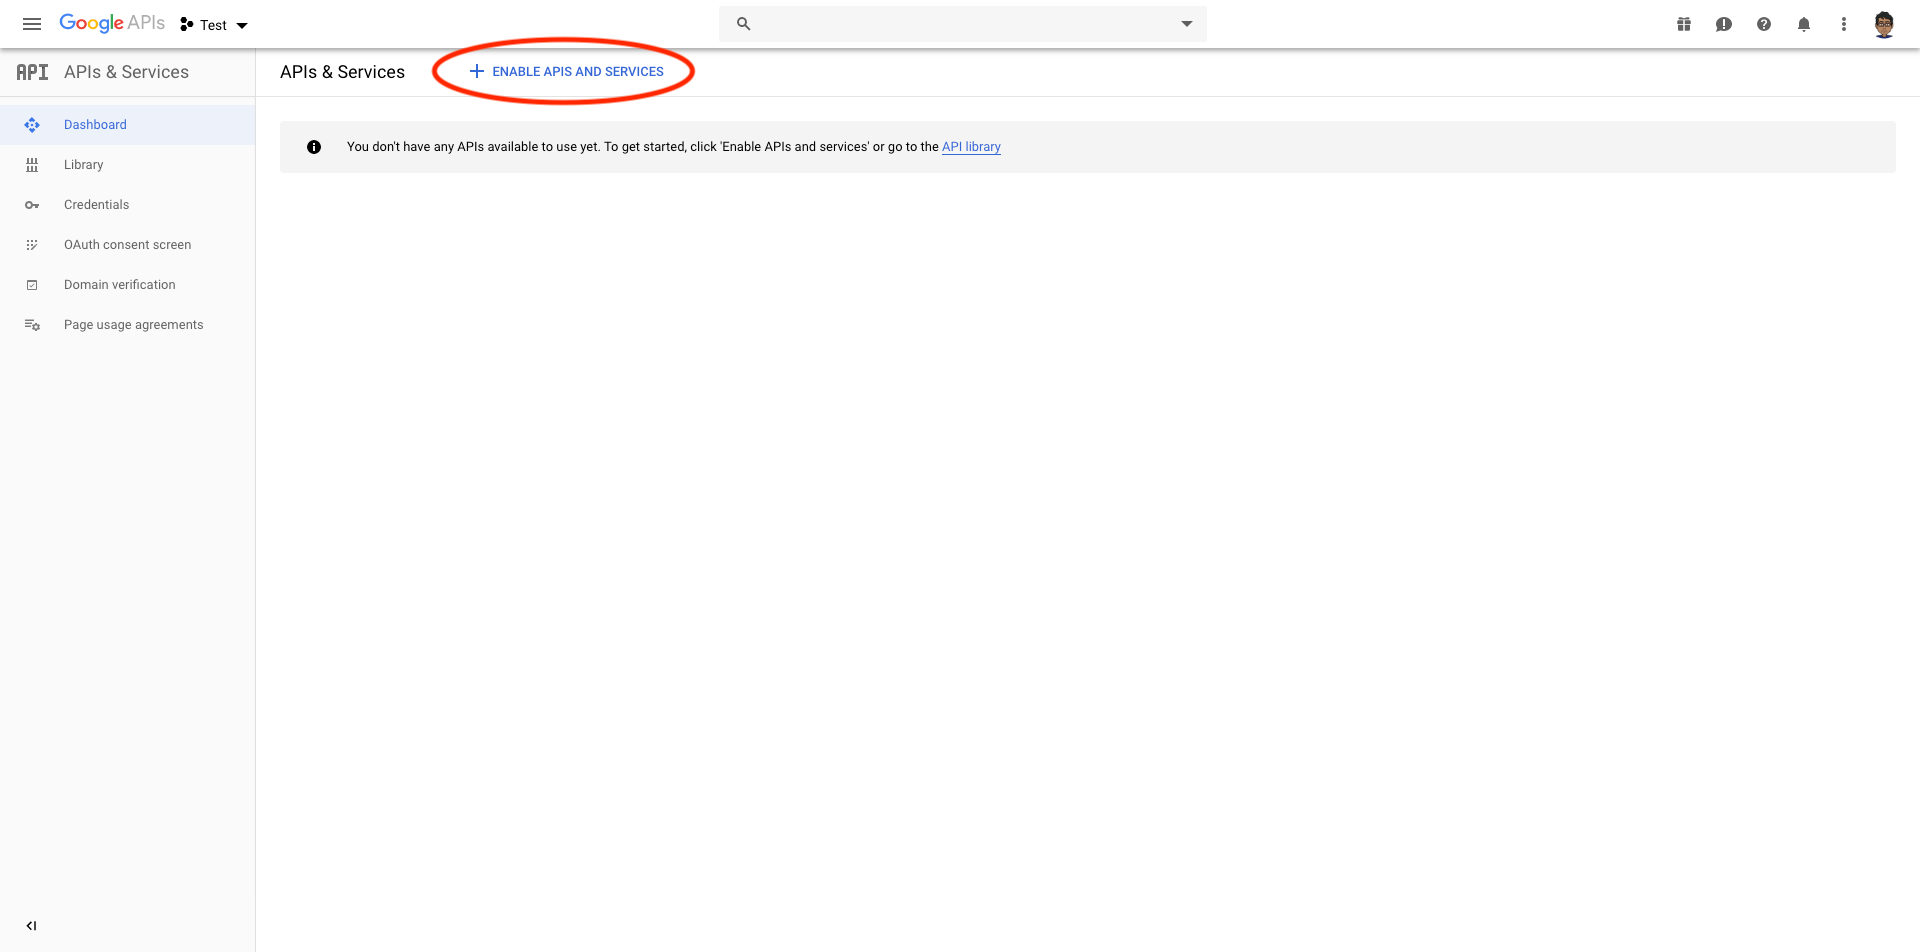 Google APIs Test
API APIs & Services
APIs & Services
ENABLE APIS AND SERVICES
Dashboard
Library
Credentials
OAuth consent screen
Domain verification
Page usage agreements
You don't have any APIs available to use yet. To get started, click 'Enable APIs and services' or go to the API library